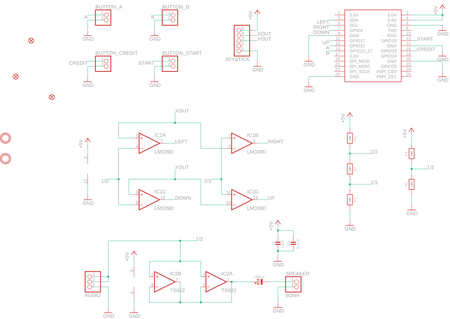 BUTTON_A
BUTTON_B
A
B
GND
GND
BUTTON_CREDIT
BUTTON_START
CREDIT
START
GND
GND
+5V
XOUT
YOUT
JOYSTICK
GND
LEFT
RIGHT
DOWN
UP
A
B
3.3V
SDA
SCL
GPIO4
GND
GPIO17
GPIO21
GPIO22
3.3V
SPI_MOSI
SPI_MISO
SPI_SCLK
GND
5.0V
5.0V
GND
TXD
RXD
GPIO18
GND
GPIO23
GPIO24
GND
GPIO25
SPI_CE0
SPI_CE1
+5V
GND
START
GND
CREDIT
GND
GND
GND
XOUT
+5V
IC1A
LEFT
LM339D
IC1B
RIGHT
LM339D
1/3
YOUT
2/3
IC1C
DOWN
LM339D
IC1D
UP
LM339D
GND
+5V
2/3
1/3
GND
+5V
1/2
GND
1/2
+5V
AUDIO
GND
GND
IC2B
TS922
IC2A
TS922
+5V
GND
SPEAKER
8Ohm
GND